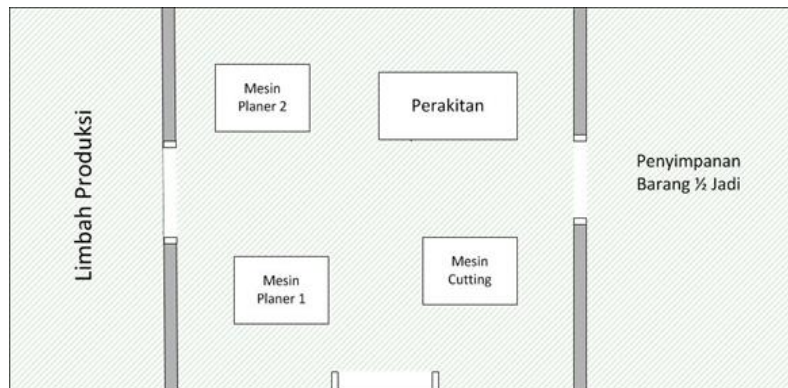 Limbah Produksi
Mesin
Planer 2
Perakitan
Penyimpanan
Barang ½ Jadi
Mesin
Planer 1
Mesin
Cutting